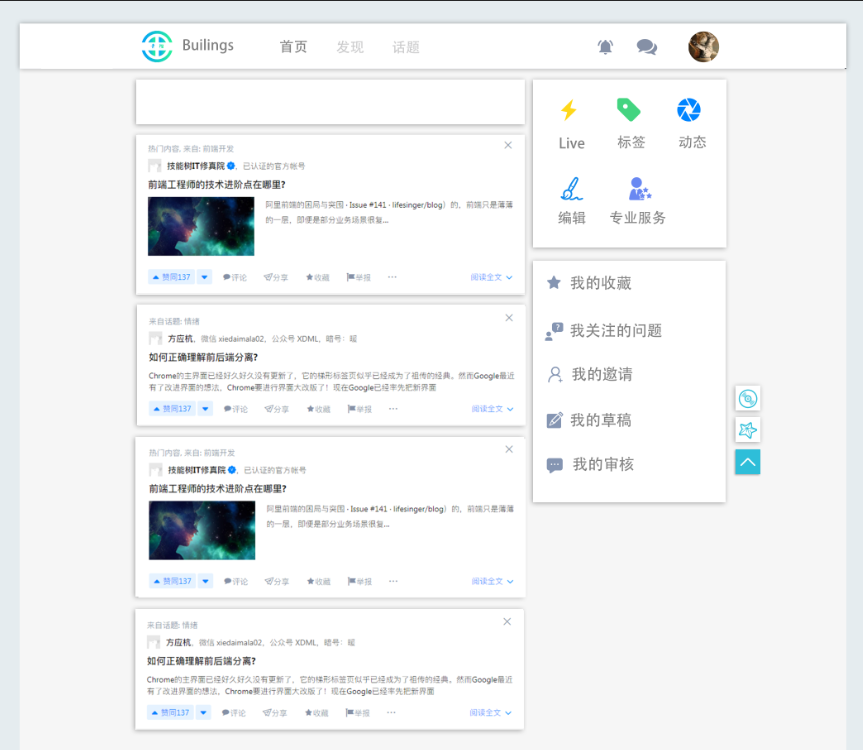 Builings 首页 发现 话题
热门内容, 来自: 前端开发
技能树IT修真院, 已认证的官方帐号
前端工程师的技术进阶点在哪里?
阿里前端的困局与突围 · Issue #141 · lifesinger/blog）的，前端只是薄薄
的一层，即便是部分业务场景很复...
赞同137 评论 分享 收藏 举报 ··· 阅读全文
来自话题: 情绪
方应杭，微信 xiedaimala02，公众号 XDML，暗号：超
如何正确理解前后端分离?
Chrome的主界面已经好久好久没有更新了，它的梯形标签页似乎已经成为了祖传的经典。然而Google最近
有了改进界面的想法，Chrome要进行界面大改版了！现在Google已经率先把新界面
赞同137 评论 分享 收藏 举报 ··· 阅读全文
热门内容, 来自: 前端开发
技能树IT修真院, 已认证的官方帐号
前端工程师的技术进阶点在哪里?
阿里前端的困局与突围 · Issue #141 · lifesinger/blog）的，前端只是薄薄
的一层，即便是部分业务场景很复...
赞同137 评论 分享 收藏 举报 ··· 阅读全文
来自话题: 情绪
方应杭，微信 xiedaimala02，公众号 XDML，暗号：超
如何正确理解前后端分离?
Chrome的主界面已经好久好久没有更新了，它的梯形标签页似乎已经成为了祖传的经典。然而Google最近
有了改进界面的想法，Chrome要进行界面大改版了！现在Google已经率先把新界面
赞同137 评论 分享 收藏 举报 ··· 阅读全文
Live 标签 动态
编辑 专业服务
我的收藏
我关注的问题
我的邀请
我的草稿
我的审核